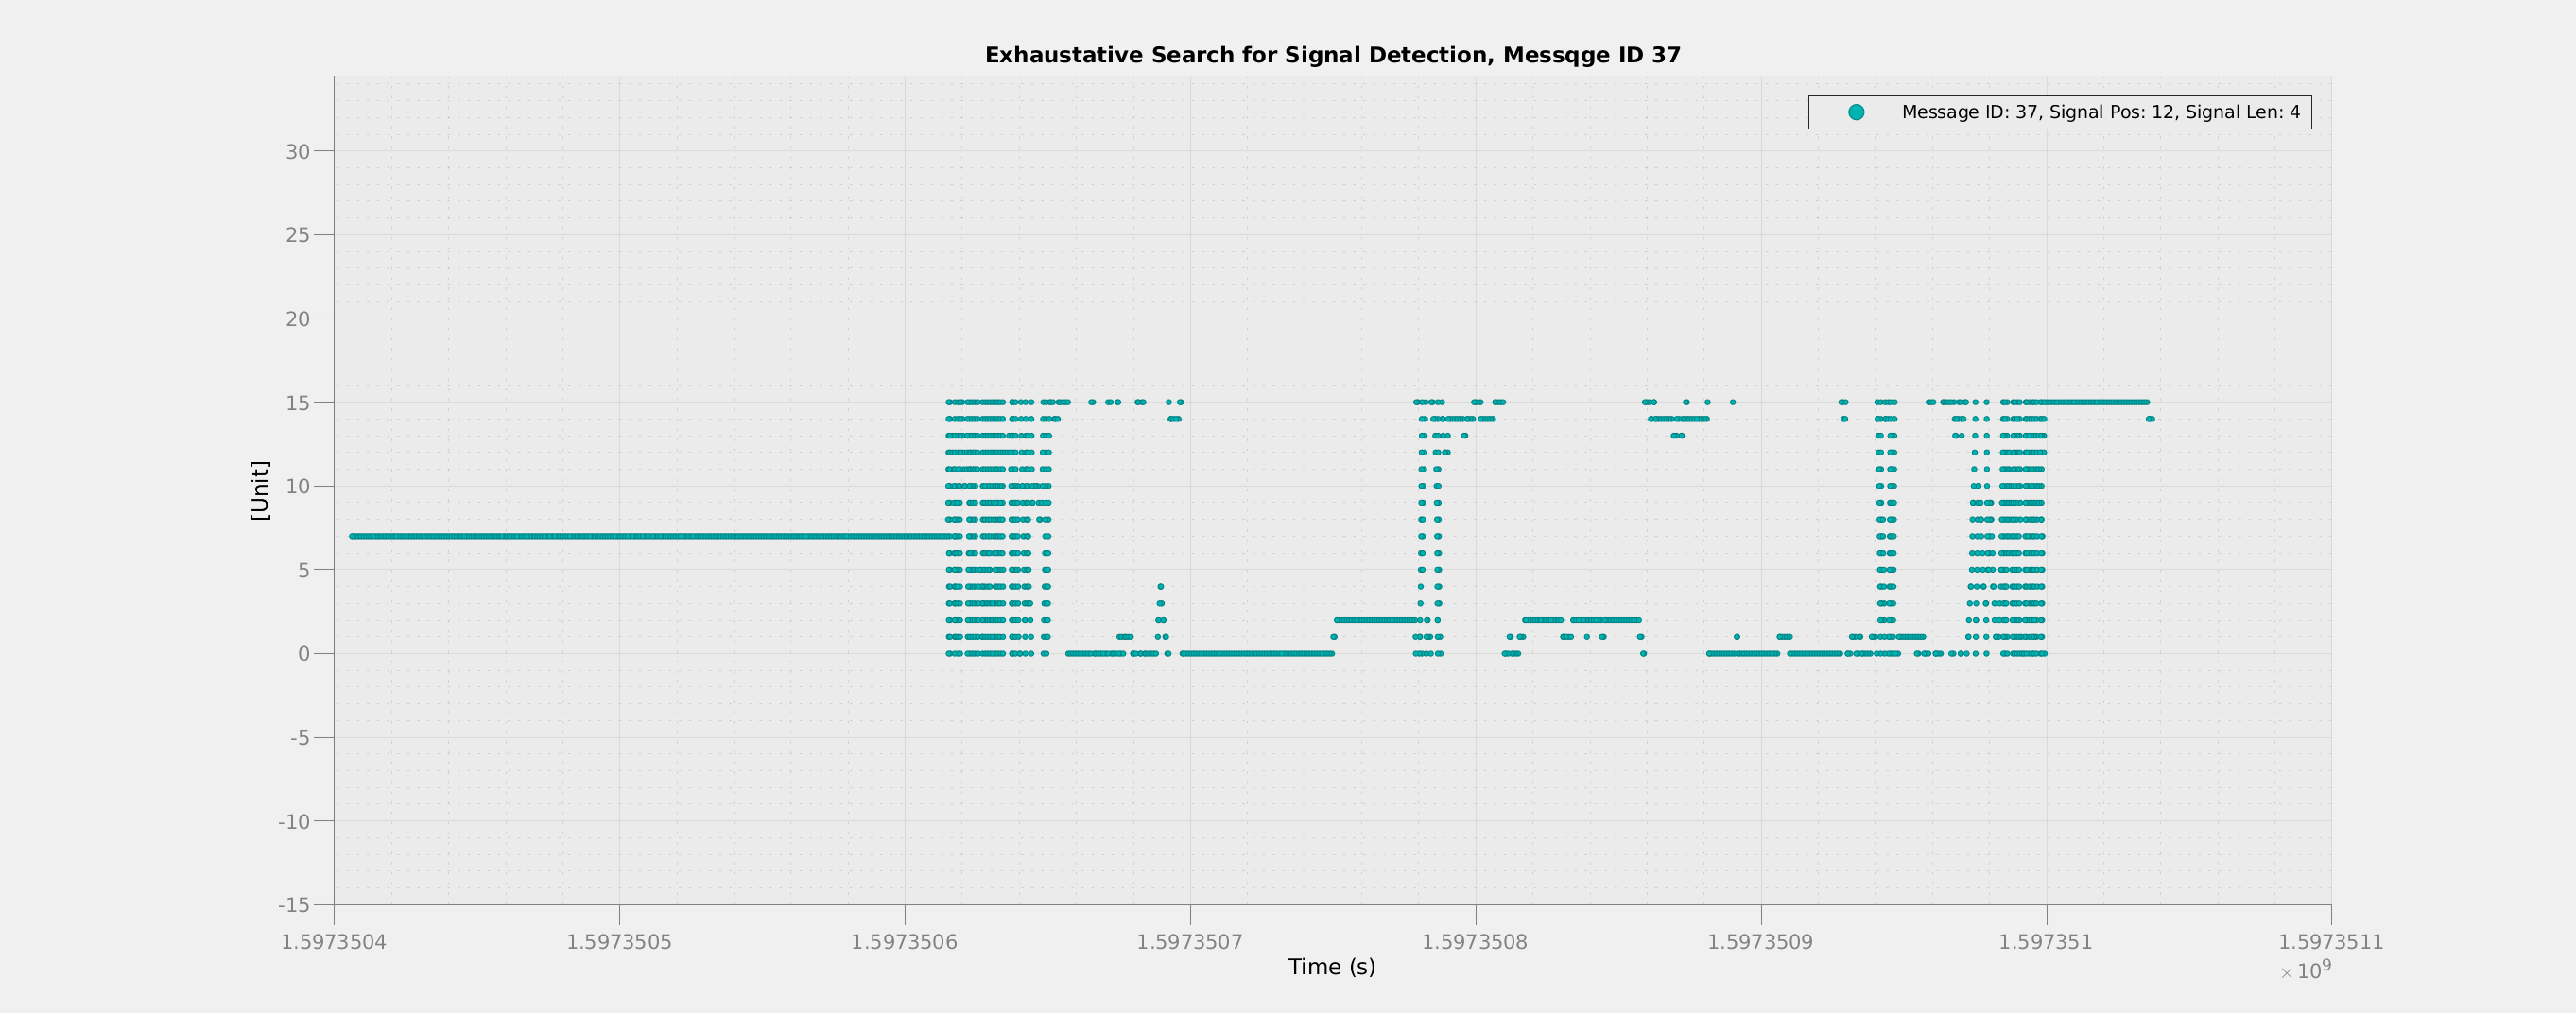 Exhaustative Search for Signal Detection, Messqge ID 37
Message ID: 37, Signal Pos: 12, Signal Len: 4
30
25
20
15
10
5
0
-5
-10
-15
[Unit]
1.5973504 1.5973505 1.5973506 1.5973507 1.5973508 1.5973509 1.597351 1.5973511
Time (s)
× 10⁹